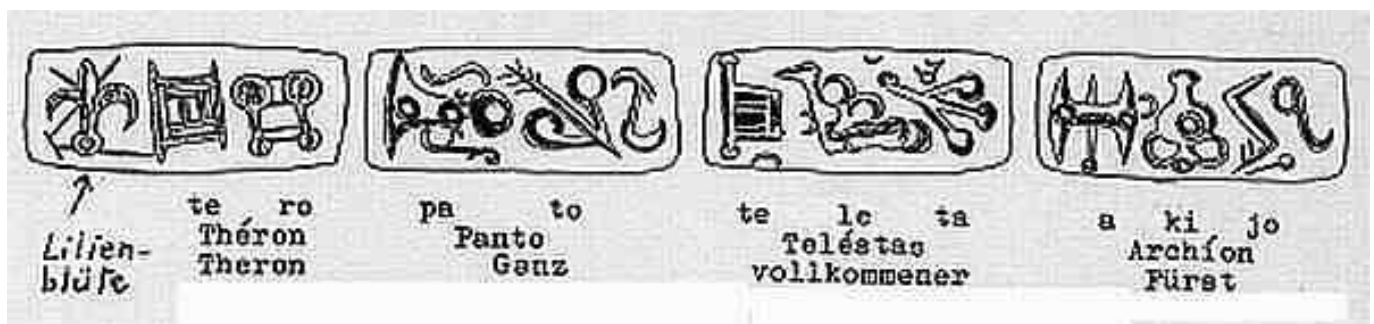 te ro pa to te le ta a ki jo
Théron Panto Teléstas Archíon
Theron Ganz vollkommener Fürst
Lilien-
blüte